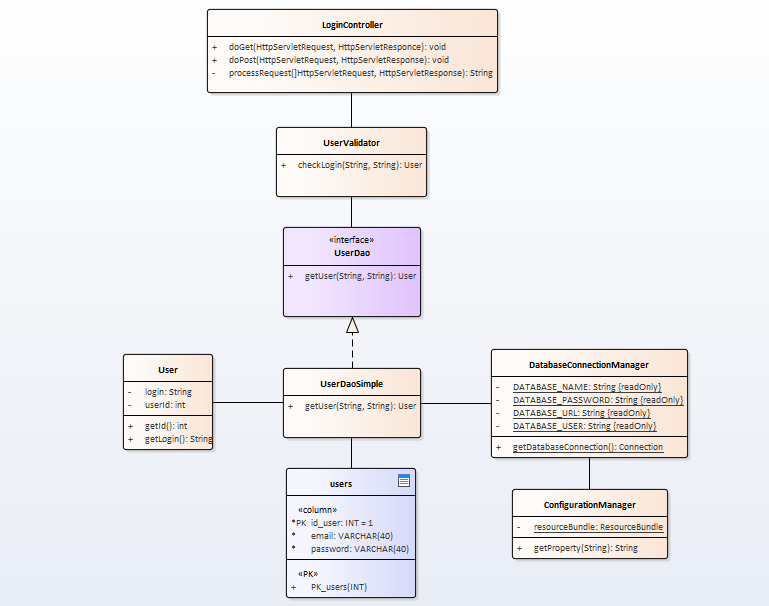 LoginController
+ doGet(HttpServletRequest, HttpServletResponce): void
+ doPost(HttpServletRequest, HttpServletResponse): void
- processRequest(]HttpServletRequest, HttpServletResponse): String
UserValidator
+ checkLogin(String, String): User
«interface»
UserDao
+ getUser(String, String): User
User
- login: String
- userId: int
+ getId(): int
+ getLogin(): String
UserDaoSimple
+ getUser(String, String): User
DatabaseConnectionManager
- DATABASE_NAME: String {readOnly}
- DATABASE_PASSWORD: String {readOnly}
- DATABASE_URL: String {readOnly}
- DATABASE_USER: String {readOnly}
+ getDatabaseConnection(): Connection
users
«column»
*PK id_user: INT = 1
* email: VARCHAR(40)
* password: VARCHAR(40)
«PK»
+ PK_users(INT)
ConfigurationManager
- resourceBundle: ResourceBundle
+ getProperty(String): String